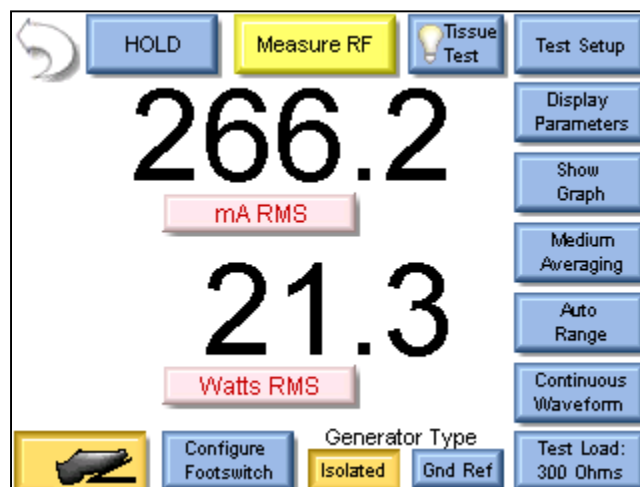 HOLD
Measure RF
Tissue
Test
Test Setup
266.2
mA RMS
21.3
Watts RMS
Display
Parameters
Show
Graph
Medium
Averaging
Auto
Range
Continuous
Waveform
Configure
Footswitch
Generator Type
Isolated
Gnd Ref
Test Load:
300 Ohms